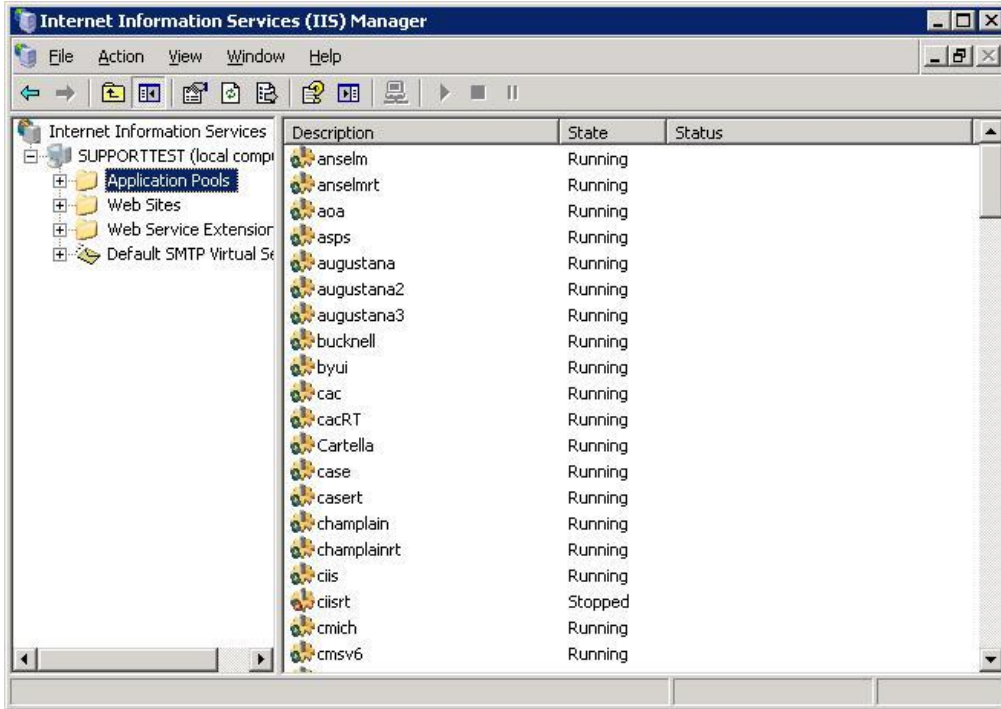 Internet Information Services (IIS) Manager
File Action View Window Help
Internet Information Services
SUPPORTTEST (local compu
Application Pools
Web Sites
Web Service Extension
Default SMTP Virtual Se
Description State Status
anselm Running
anselmrt Running
aoa Running
asps Running
augustana Running
augustana2 Running
augustana3 Running
bucknell Running
byui Running
cac Running
cacRT Running
Cartella Running
case Running
casert Running
champlain Running
champlainrt Running
ciis Running
ciisrt Stopped
cmich Running
cmsv6 Running